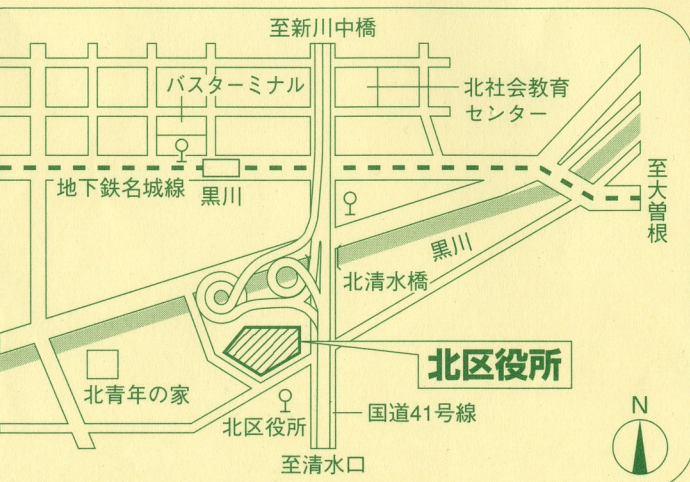 至新川中橋
バスターミナル
北社会教育
センター
地下鉄名城線
黒川
至大曽根
黒川
北清水橋
北区役所
北青年の家
北区役所
国道41号線
N
至清水口